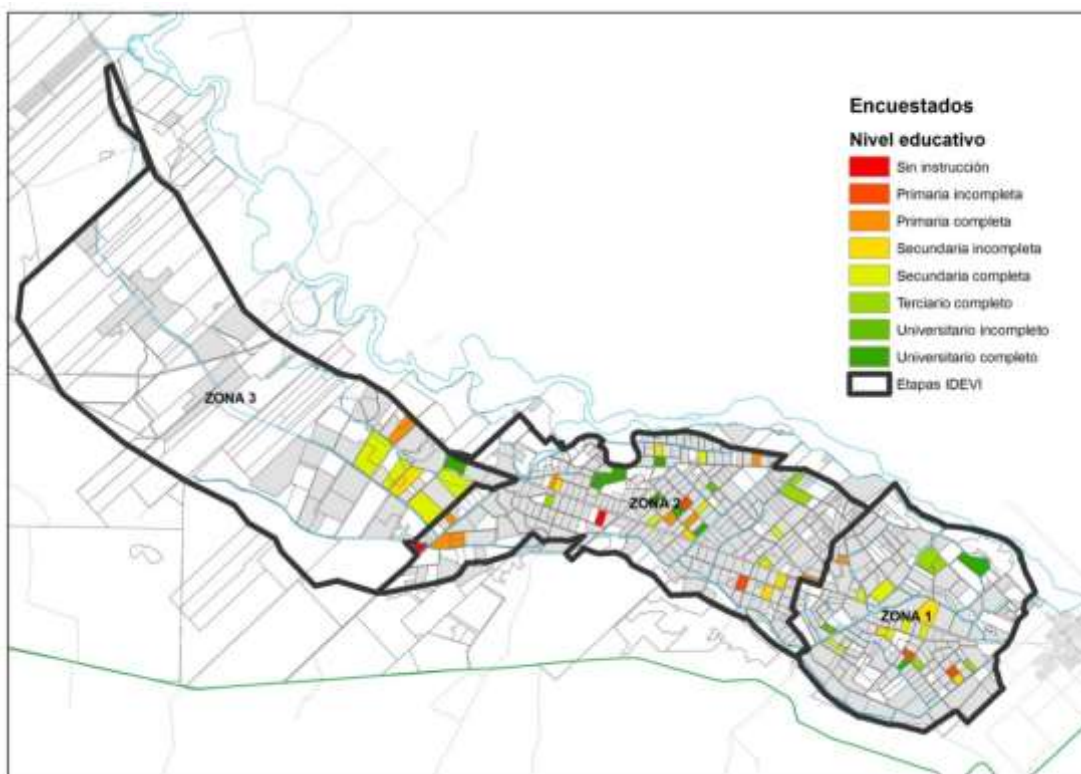 Encuestados
Nivel educativo
Sin instrucción
Primaria incompleta
Primaria completa
Secundaria incompleta
Secundaria completa
Terciario completo
Universitario incompleto
Universitario completo
Etapas IDEVI
ZONA 3
ZONA 2
ZONA 1